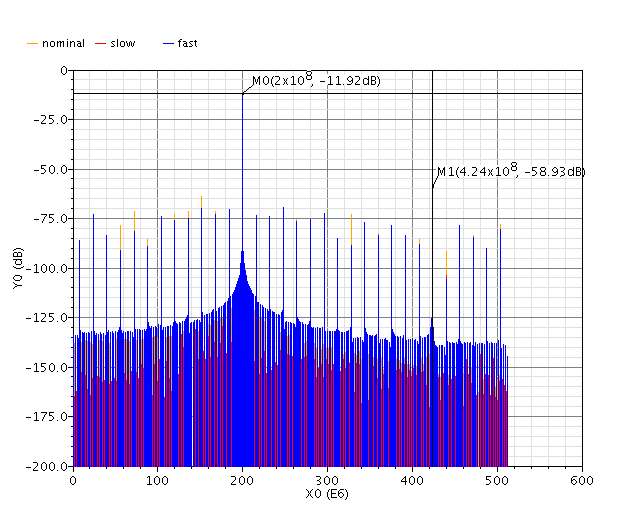 nominal slow fast
M0(2x10⁸, −11.92dB)
M1(4.24x10⁸, −58.93dB)
Y0 (dB)
0
−25.0
−50.0
−75.0
−100.0
−125.0
−150.0
−175.0
−200.0
0 100 200 300 400 500 600
X0 (E6)